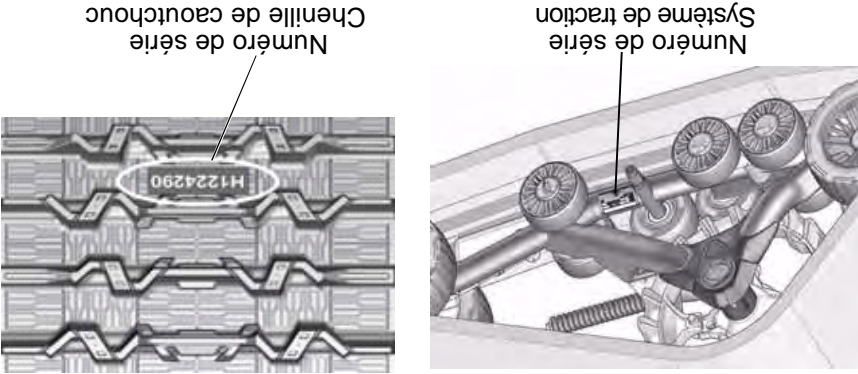 Numéro de série
Système de traction
H1224290
Numéro de série
Chenille de caoutchouc